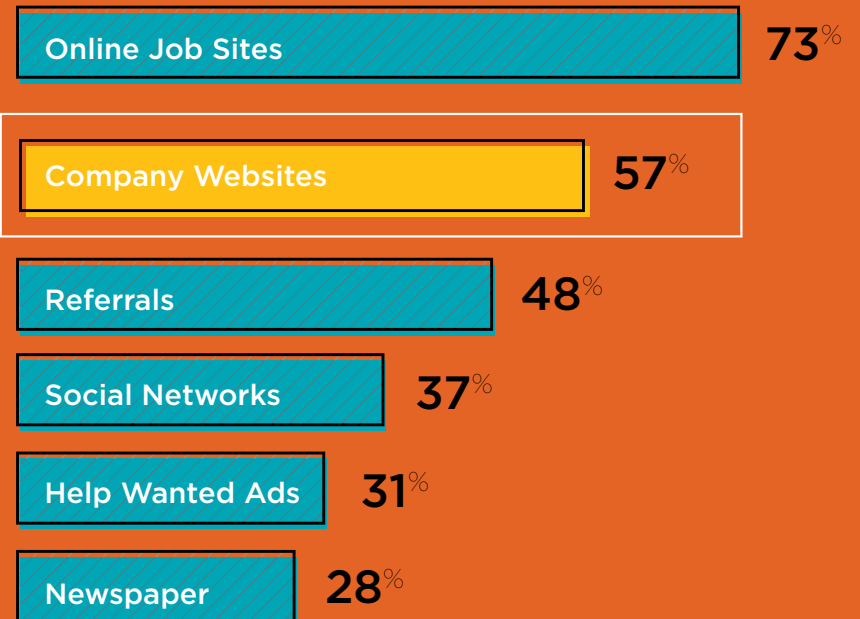 Online Job Sites 73%
Company Websites 57%
Referrals 48%
Social Networks 37%
Help Wanted Ads 31%
Newspaper 28%